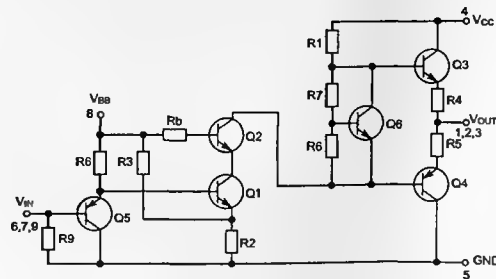 4
VCC
R1
Q3
R7
R4
VBB
8
Q6
Rb
Q2
VOUT
1,2,3
R6
R3
R6
R5
Q1
Q4
VIN
6,7,9
Q5
R9
R2
GND
5